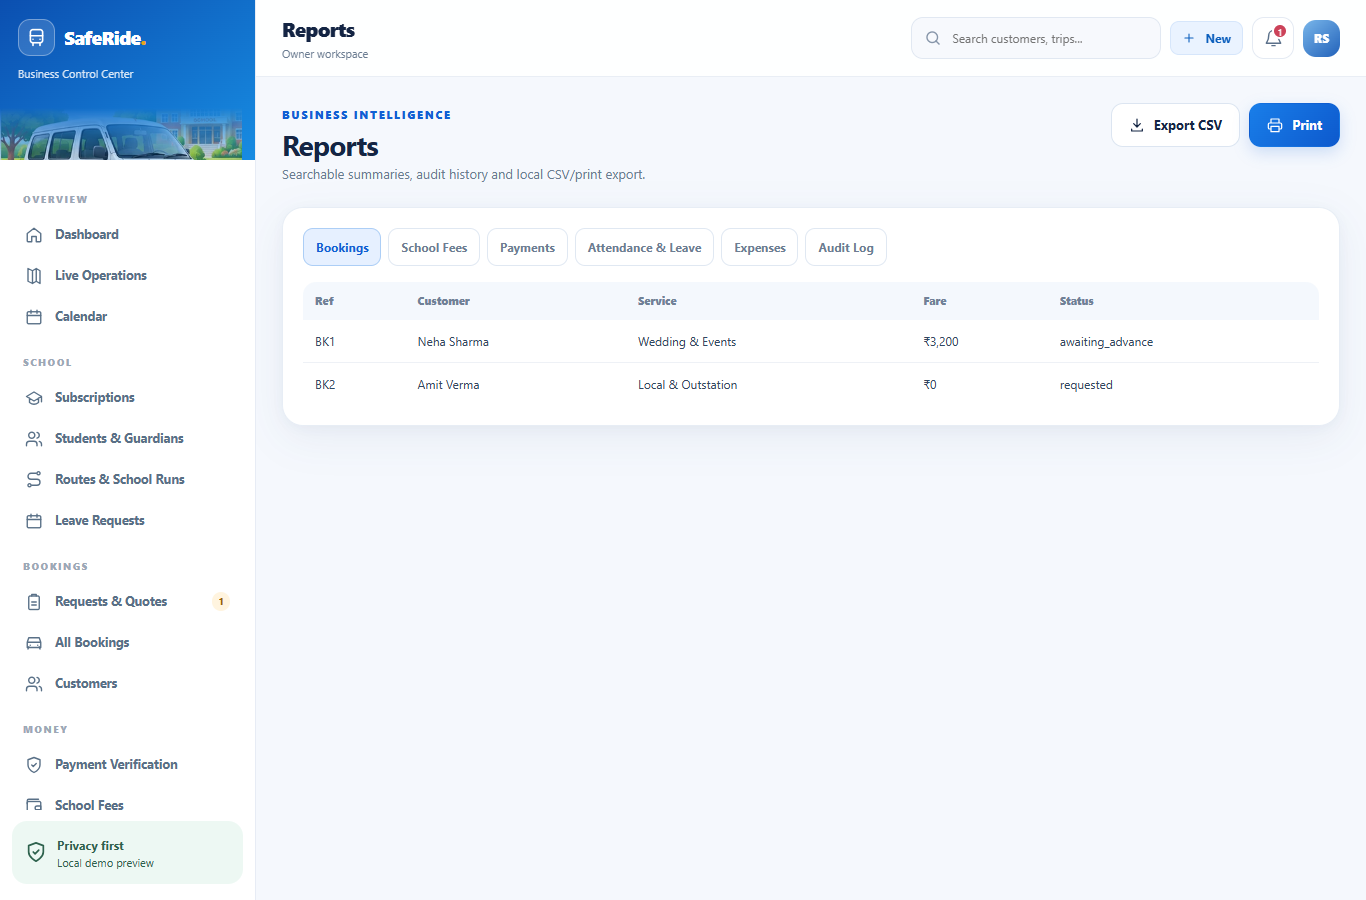 SafeRide.
Business Control Center
OVERVIEW
Dashboard
Live Operations
Calendar
SCHOOL
Subscriptions
Students & Guardians
Routes & School Runs
Leave Requests
BOOKINGS
Requests & Quotes 1
All Bookings
Customers
MONEY
Payment Verification
School Fees
Privacy first
Local demo preview
Reports
Owner workspace
Search customers, trips...
New
1
RS
BUSINESS INTELLIGENCE
Reports
Searchable summaries, audit history and local CSV/print export.
Export CSV
Print
Bookings School Fees Payments Attendance & Leave Expenses Audit Log
Ref Customer Service Fare Status
BK1 Neha Sharma Wedding & Events ₹3,200 awaiting_advance
BK2 Amit Verma Local & Outstation ₹0 requested